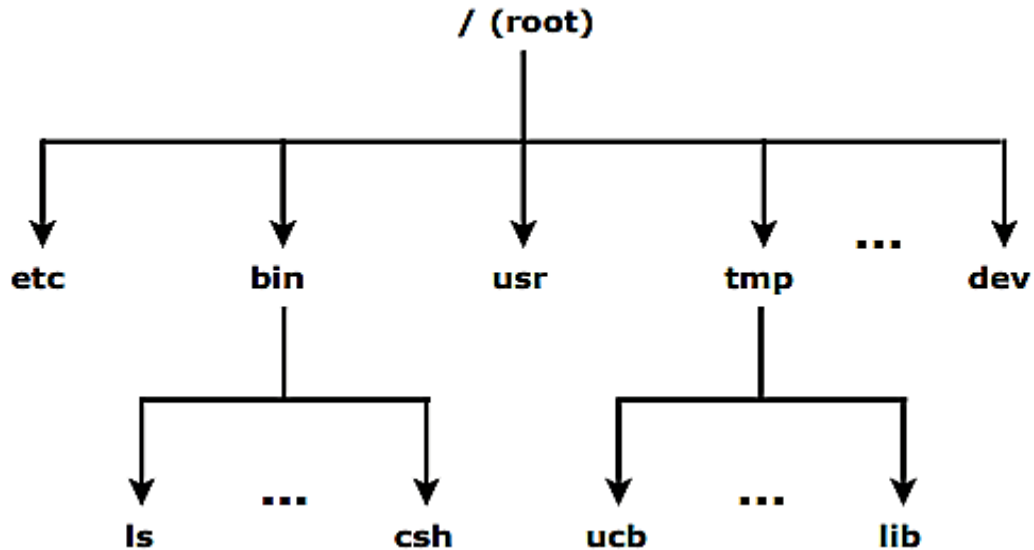 / (root)
etc bin usr tmp ... dev
ls ... csh ucb ... lib